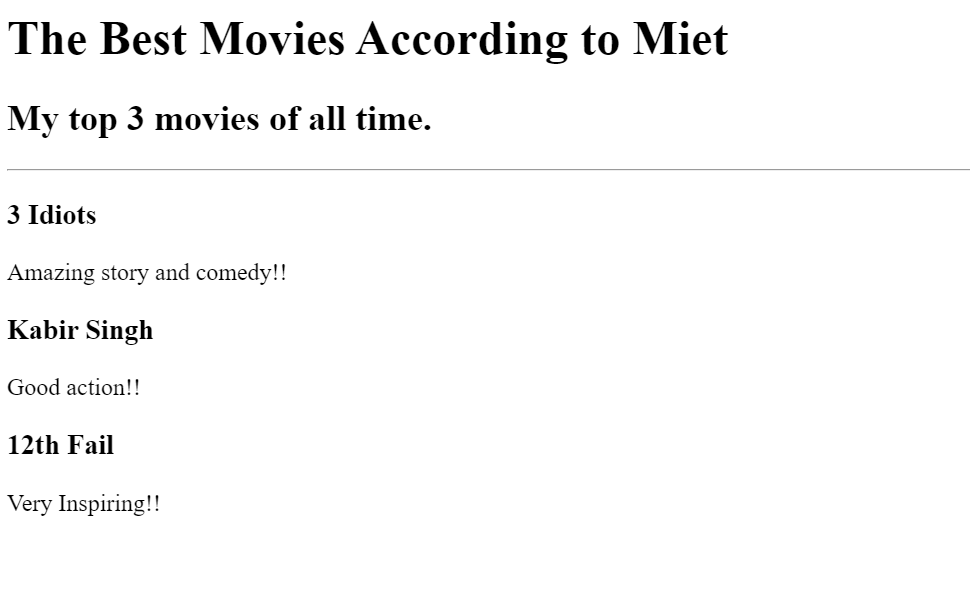 The Best Movies According to Miet
My top 3 movies of all time.
3 Idiots
Amazing story and comedy!!
Kabir Singh
Good action!!
12th Fail
Very Inspiring!!